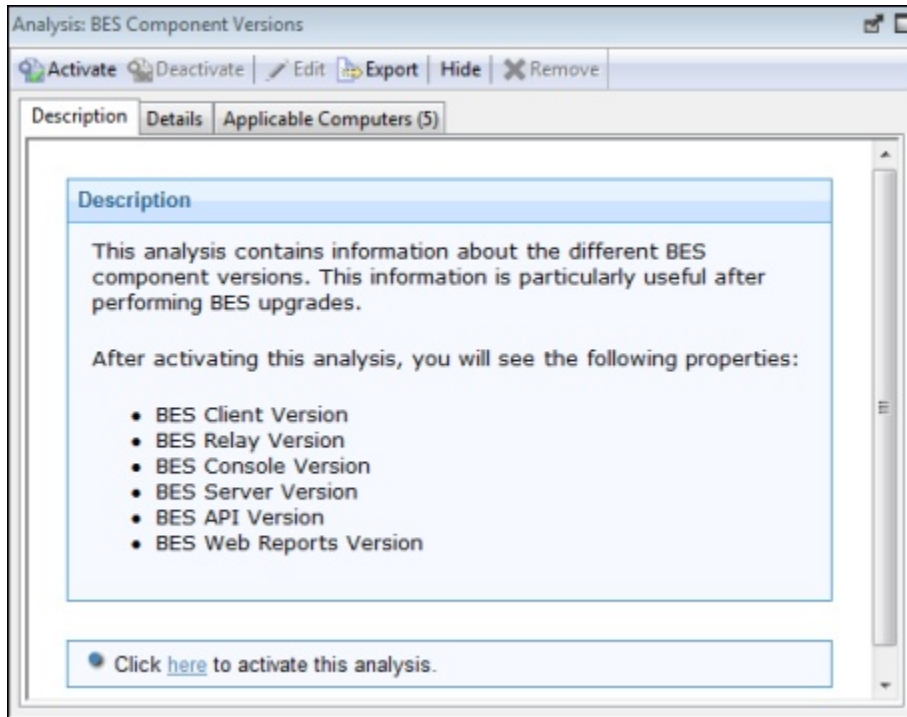 Analysis: BES Component Versions
Activate Deactivate Edit Export Hide Remove
Description Details Applicable Computers (5)
Description
This analysis contains information about the different BES
component versions. This information is particularly useful after
performing BES upgrades.
After activating this analysis, you will see the following properties:
• BES Client Version
• BES Relay Version
• BES Console Version
• BES Server Version
• BES API Version
• BES Web Reports Version
Click here to activate this analysis.